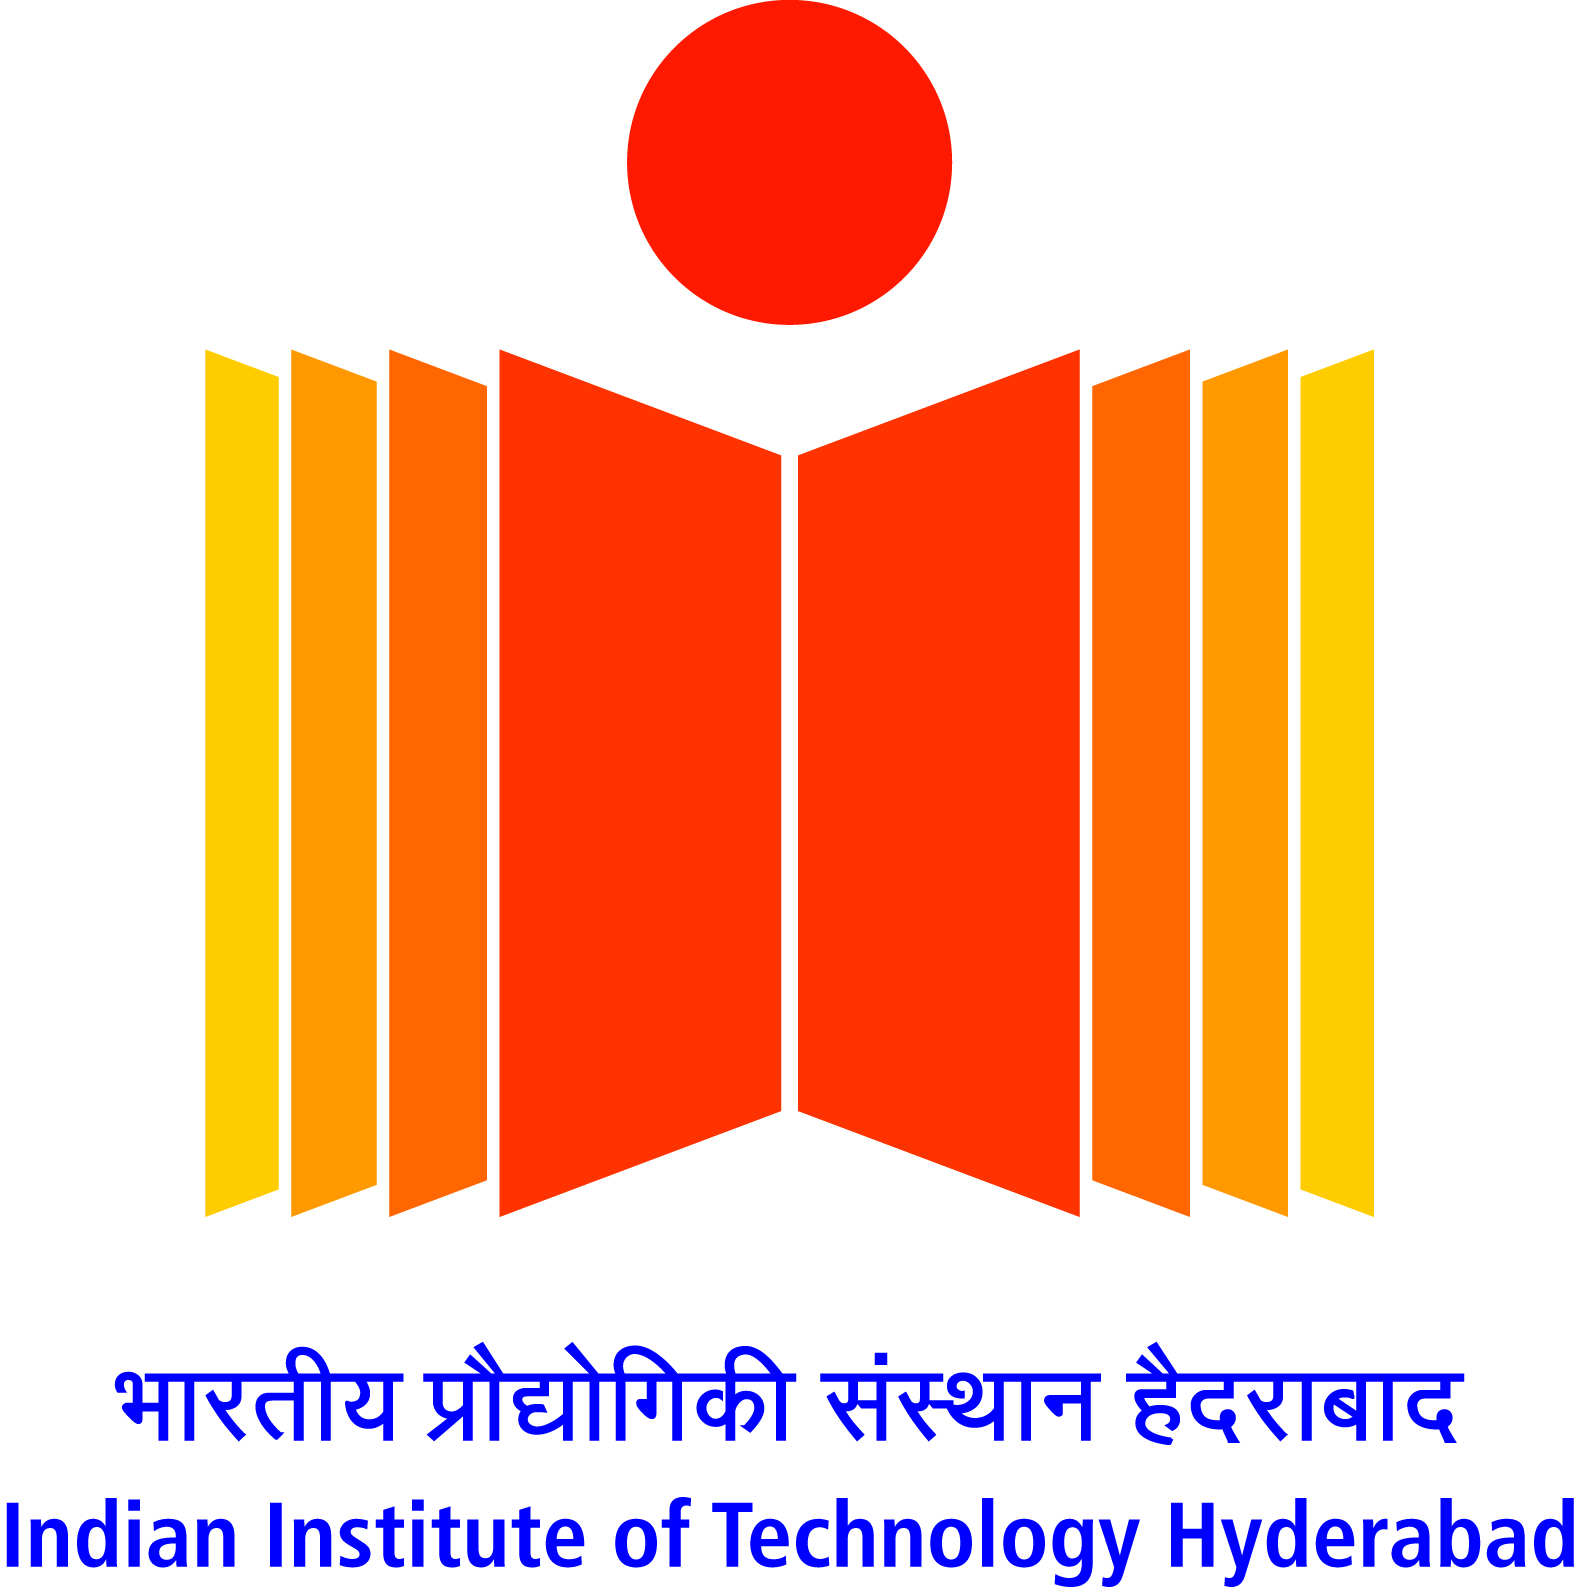 भारतीय प्रौद्योगिकी संस्थान हैदराबाद
Indian Institute of Technology Hyderabad